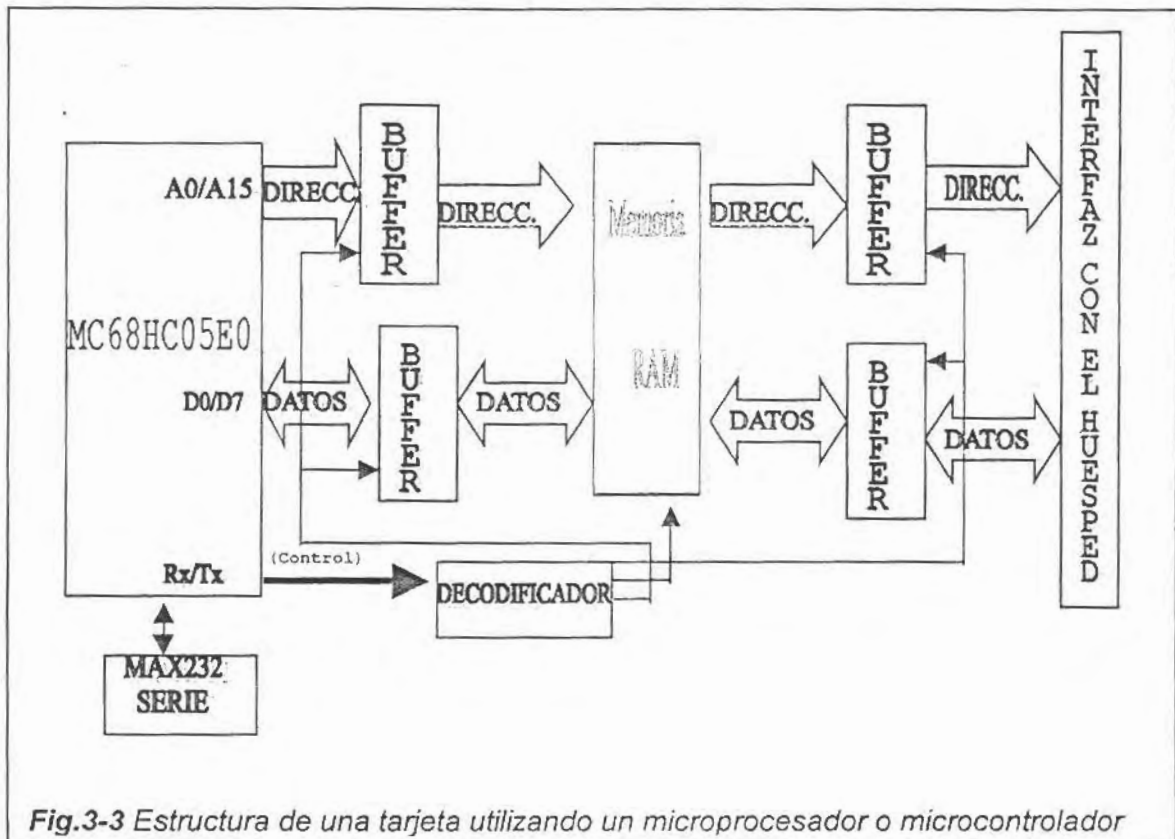 A0/A15
DIRECC.
BUFFER
DIRECC.
Memoria
DIRECC.
BUFFER
DIRECC.
INTERFAZ CON EL HUESPED
MC68HC05E0
RAM
D0/D7
DATOS
BUFFER
DATOS
DATOS
BUFFER
DATOS
Rx/Tx
(Control)
DECODIFICADOR
MAX232
SERIE
Fig.3-3 Estructura de una tarjeta utilizando un microprocesador o microcontrolador